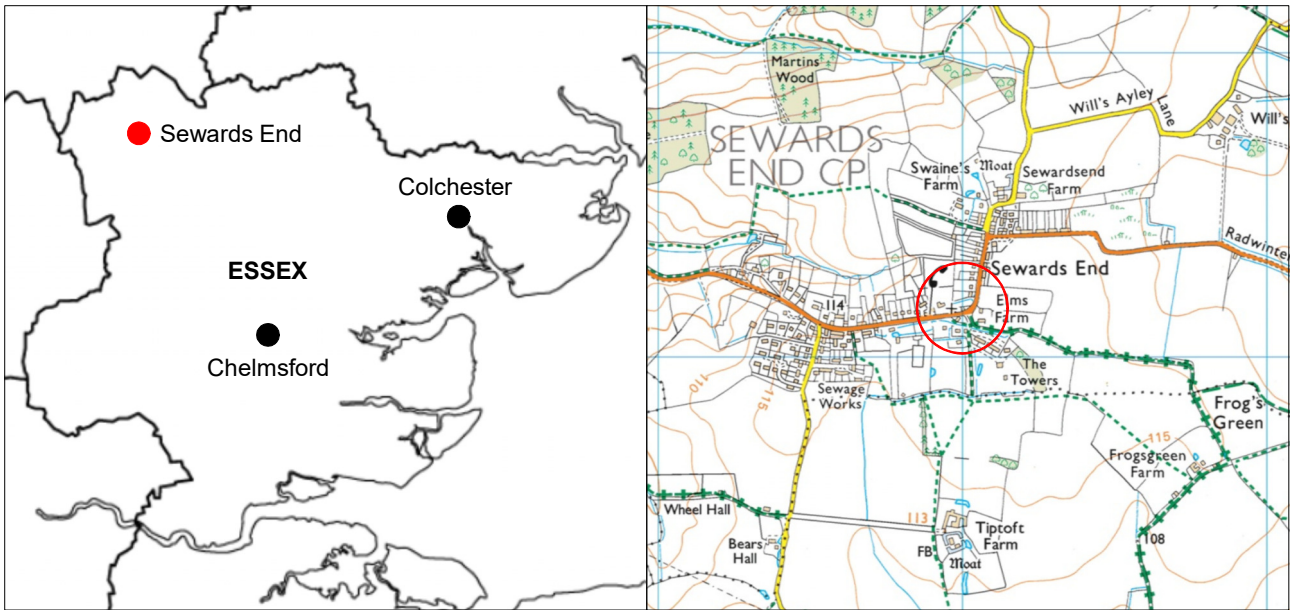 Sewards End
Colchester
ESSEX
Chelmsford
Martins
Wood
SEWARDS
END CP
Will's Ayley
Lane
Will's
Swaine's
Farm
Moat
Sewardsend
Farm
Radwinter
Sewards End
114
Elms
Farm
The
Towers
110
115
Sewage
Works
Frog's
Green
115
Frogsgreen
Farm
Wheel Hall
113
Tiptoft
Farm
Bears
Hall
FB
Moat
108